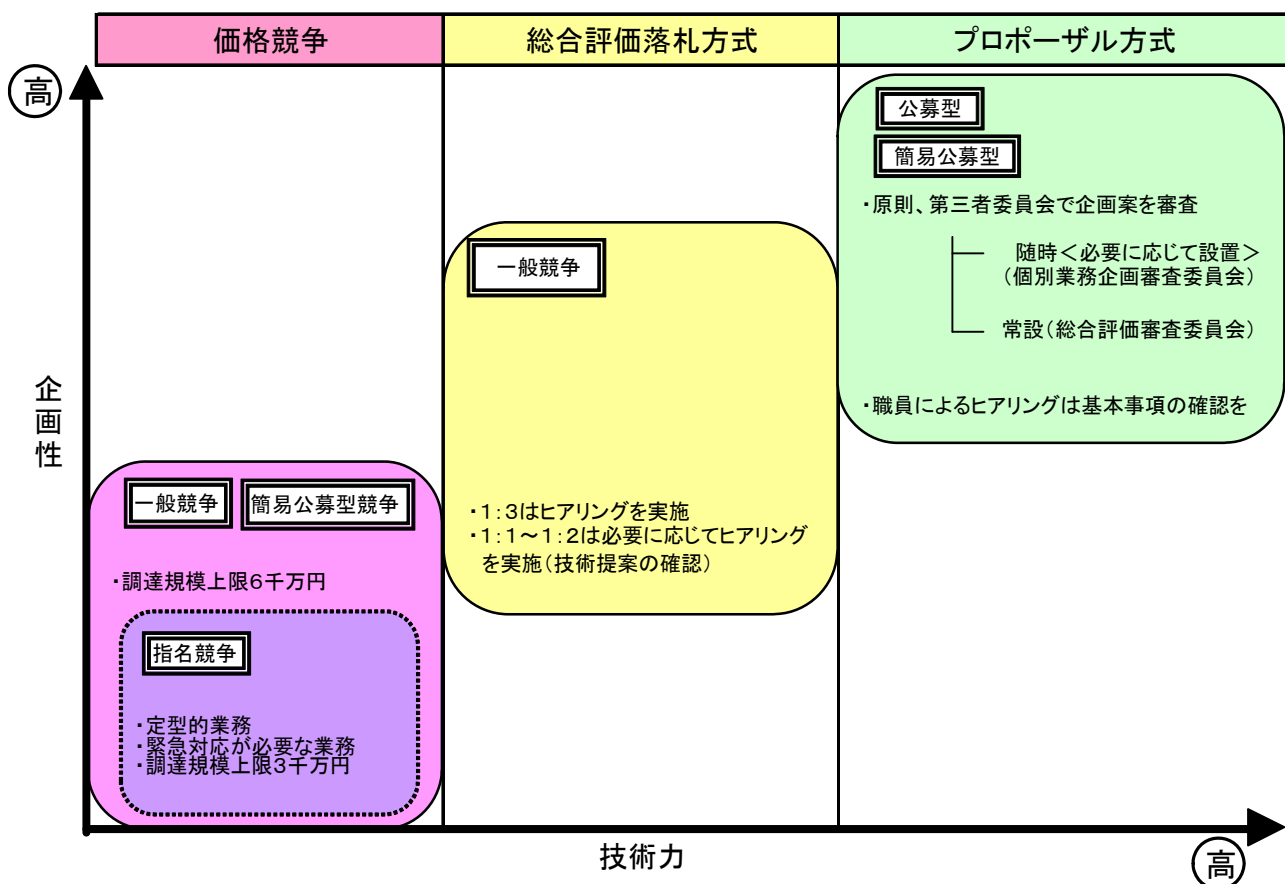 価格競争
総合評価落札方式
プロポーザル方式
高
公募型
簡易公募型
・原則、第三者委員会で企画案を審査
随時＜必要に応じて設置＞
（個別業務企画審査委員会）
常設（総合評価審査委員会）
・職員によるヒアリングは基本事項の確認を
一般競争
・１：３はヒアリングを実施
・１：１～１：２は必要に応じてヒアリング
を実施（技術提案の確認）
企画性
一般競争
簡易公募型競争
・調達規模上限６千万円
指名競争
・定型的業務
・緊急対応が必要な業務
・調達規模上限３千万円
技術力
高